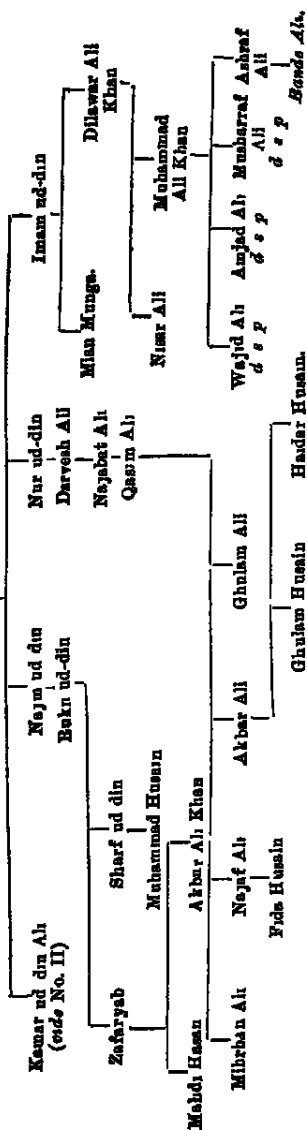 Kamar ud din Ali Najm ud din Nur ud-din Imam ud-din
(vide No. II) Bukn ud-din Darvesh Ali
Zafaryab Sharf ud din Najabat Ali Mian Munga. Dilawar Ali
Khan
Muhammad Husain Qasim Ali
Nisar Ali Muhammad
Ali Khan
Mahdi Hasan Akbar Ali Khan
Mihrban Ali Najaf Ali Akbar Ali Ghulam Ali Wajid Ali Amjad Ali Musharraf Ashraf
d s p d s p Ali Ali
d s p
Fida Husain Ghulam Husain Haidar Husain. Bande Ali.